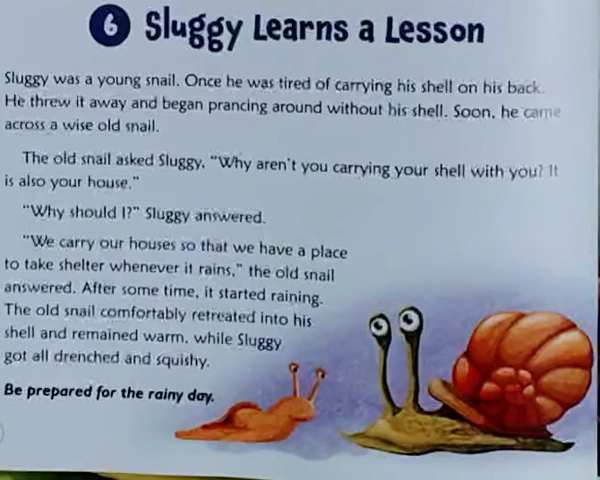 6 Sluggy Learns a Lesson
Sluggy was a young snail. Once he was tired of carrying his shell on his back.
He threw it away and began prancing around without his shell. Soon, he came
across a wise old snail.
The old snail asked Sluggy, "Why aren't you carrying your shell with you? It
is also your house."
"Why should I?" Sluggy answered.
"We carry our houses so that we have a place
to take shelter whenever it rains," the old snail
answered. After some time, it started raining.
The old snail comfortably retreated into his
shell and remained warm, while Sluggy
got all drenched and squishy.
Be prepared for the rainy day.